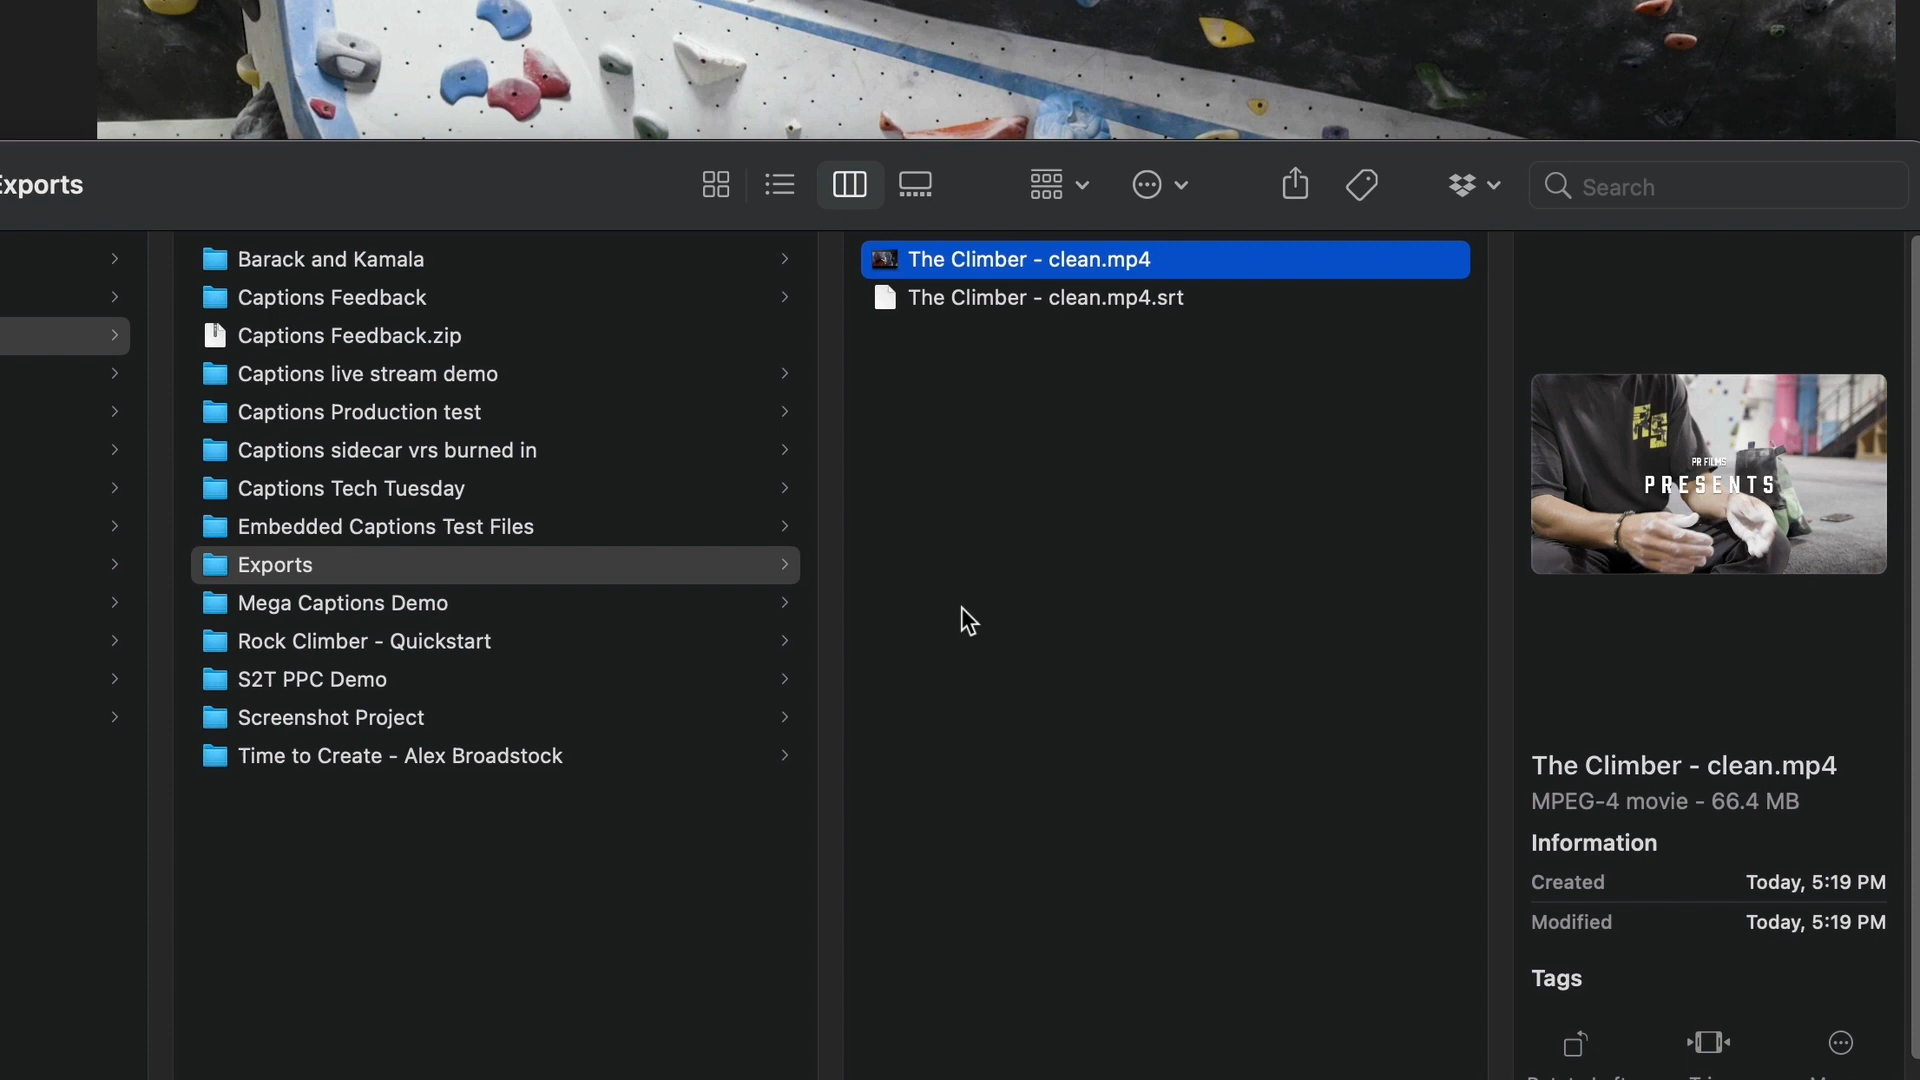 Exports
Search
Barack and Kamala
Captions Feedback
Captions Feedback.zip
Captions live stream demo
Captions Production test
Captions sidecar vrs burned in
Captions Tech Tuesday
Embedded Captions Test Files
Exports
Mega Captions Demo
Rock Climber - Quickstart
S2T PPC Demo
Screenshot Project
Time to Create - Alex Broadstock
The Climber - clean.mp4
The Climber - clean.mp4.srt
PR FILMS
PRESENTS
The Climber - clean.mp4
MPEG-4 movie - 66.4 MB
Information
Created Today, 5:19 PM
Modified Today, 5:19 PM
Tags